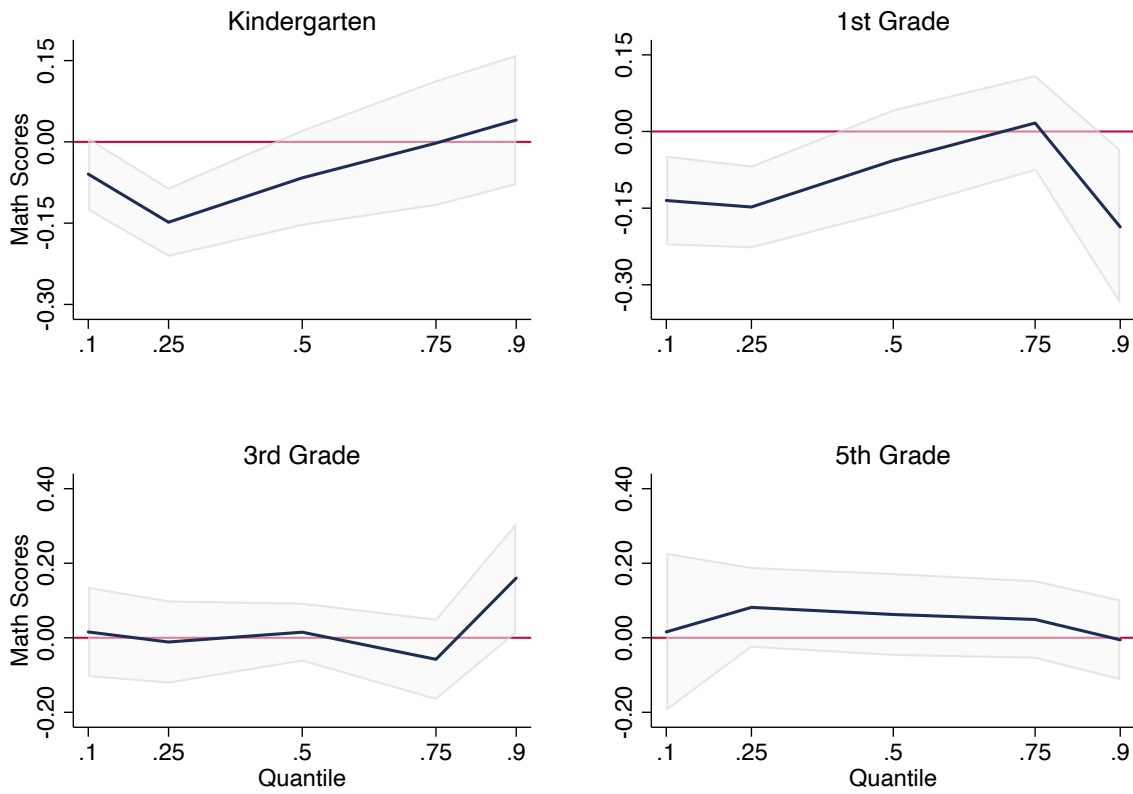 Kindergarten
Math Scores
0.15
0.00
-0.15
-0.30
.1 .25 .5 .75 .9
1st Grade
0.15
0.00
-0.15
-0.30
.1 .25 .5 .75 .9
3rd Grade
Math Scores
0.40
0.20
0.00
-0.20
.1 .25 .5 .75 .9
Quantile
5th Grade
0.40
0.20
0.00
-0.20
.1 .25 .5 .75 .9
Quantile